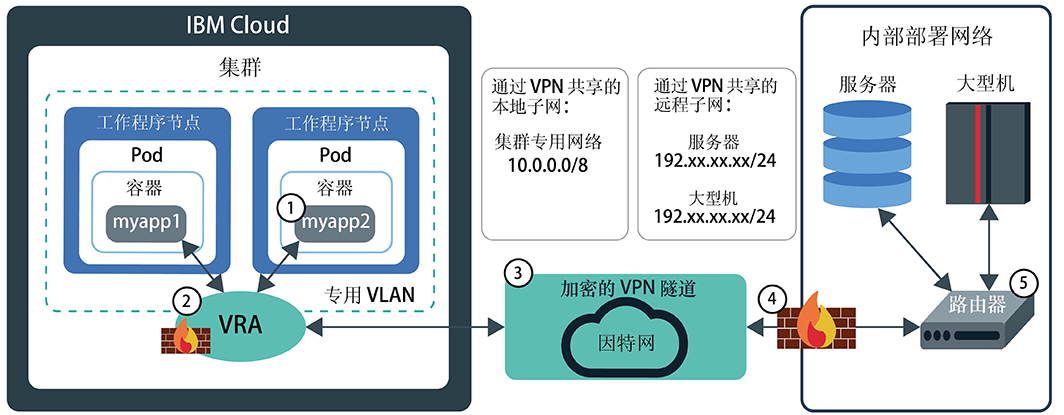 IBM Cloud
集群
工作程序节点
Pod
容器
myapp1
工作程序节点
Pod
容器
1
myapp2
专用 VLAN
2
VRA
通过 VPN 共享的
本地子网：
集群专用网络
10.0.0.0/8
通过 VPN 共享的
远程子网：
服务器
192.xx.xx.xx/24
大型机
192.xx.xx.xx/24
3
加密的 VPN 隧道
因特网
4
内部部署网络
服务器
大型机
5
路由器